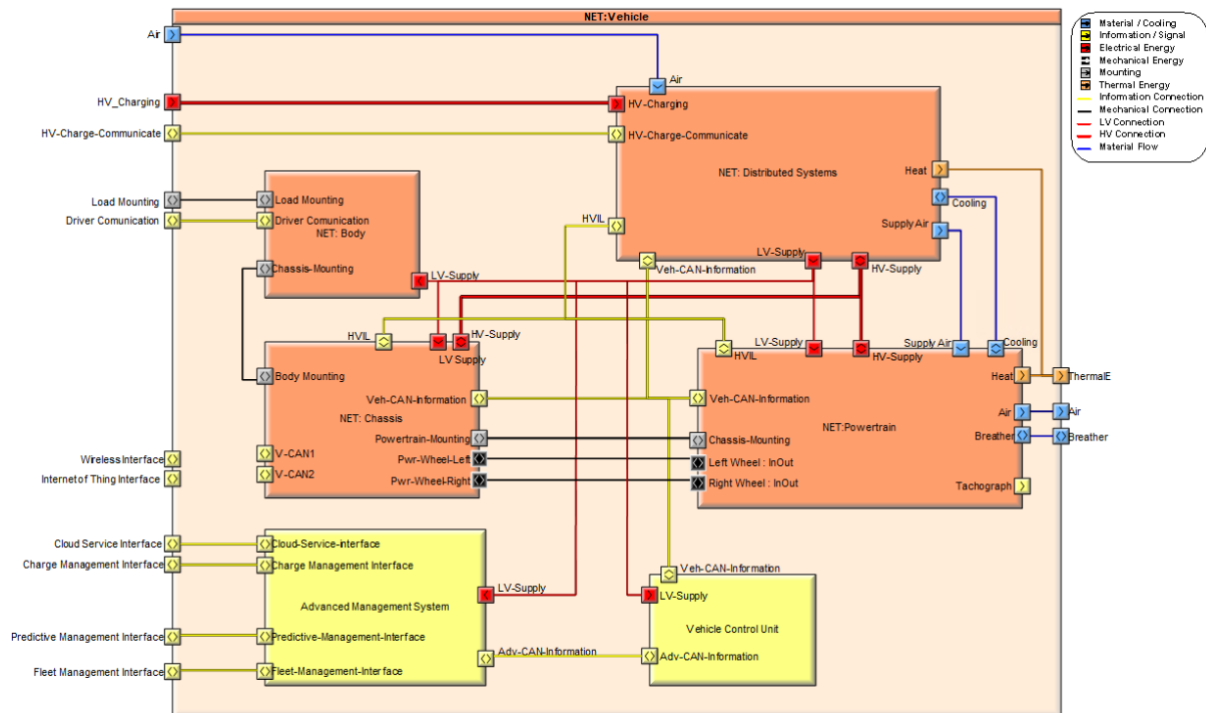 NET:Vehicle
Air
Air
HV_Charging
HV-Charging
HV-Charge-Communicate
HV-Charge-Communicate
NET: Distributed Systems
Heat
Cooling
Supply Air
HVIL
LV-Supply
Veh-CAN-Information
HV-Supply
Load Mounting
Load Mounting
Driver Comunication
Driver Comunication
NET: Body
Chassis-Mounting
LV-Supply
HVIL
HV-Supply
LV Supply
Body Mounting
Veh-CAN-Information
NET: Chassis
Powertrain-Mounting
V-CAN1
Pwr-Wheel-Left
V-CAN2
Pwr-Wheel-Right
LV-Supply
HVIL
HV-Supply
Supply Air
Cooling
Heat
ThermalE
Veh-CAN-Information
Air
Air
NET:Powertrain
Breather
Breather
Chassis-Mounting
Left Wheel : InOut
Right Wheel : InOut
Tachograph
Wireless Interface
Internet of Thing Interface
Cloud Service Interface
Cloud-Service-interface
Charge Management Interface
Charge Management Interface
LV-Supply
Advanced Management System
Predictive Management Interface
Predictive-Management-Interface
Adv-CAN-Information
Fleet Management Interface
Fleet-Management-Interface
Veh-CAN-Information
LV-Supply
Vehicle Control Unit
Adv-CAN-Information
Material / Cooling
Information / Signal
Electrical Energy
Mechanical Energy
Mounting
Thermal Energy
Information Connection
Mechanical Connection
LV Connection
HV Connection
Material Flow